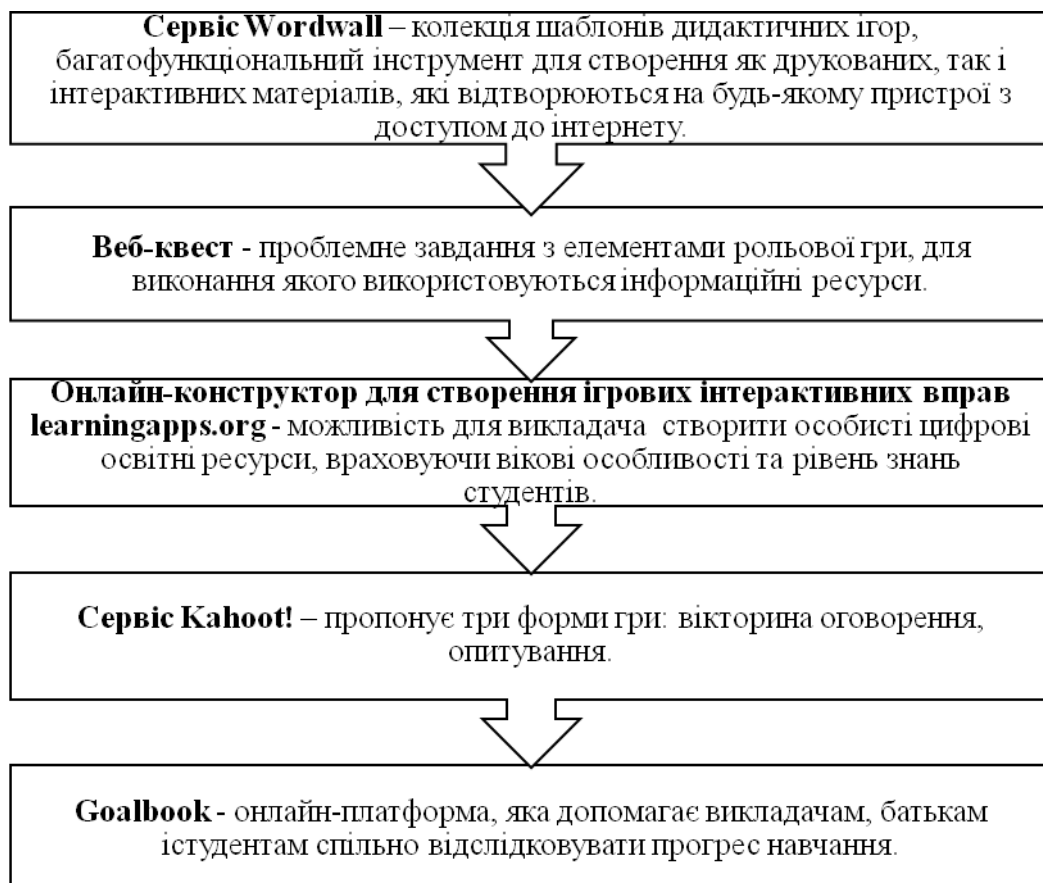 Сервіс Wordwall – колекція шаблонів дидактичних ігор,
багатофункціональний інструмент для створення як друкованих, так і
інтерактивних матеріалів, які відтворюються на будь-якому пристрої з
доступом до інтернету.
Веб-квест - проблемне завдання з елементами рольової гри, для
виконання якого використовуються інформаційні ресурси.
Онлайн-конструктор для створення ігрових інтерактивних вправ
learningapps.org - можливість для викладача створити особисті цифрові
освітні ресурси, враховуючи вікові особливості та рівень знань
студентів.
Сервіс Kahoot! – пропонує три форми гри: вікторина оговорення,
опитування.
Goalbook - онлайн-платформа, яка допомагає викладачам, батькам
істудентам спільно відслідковувати прогрес навчання.